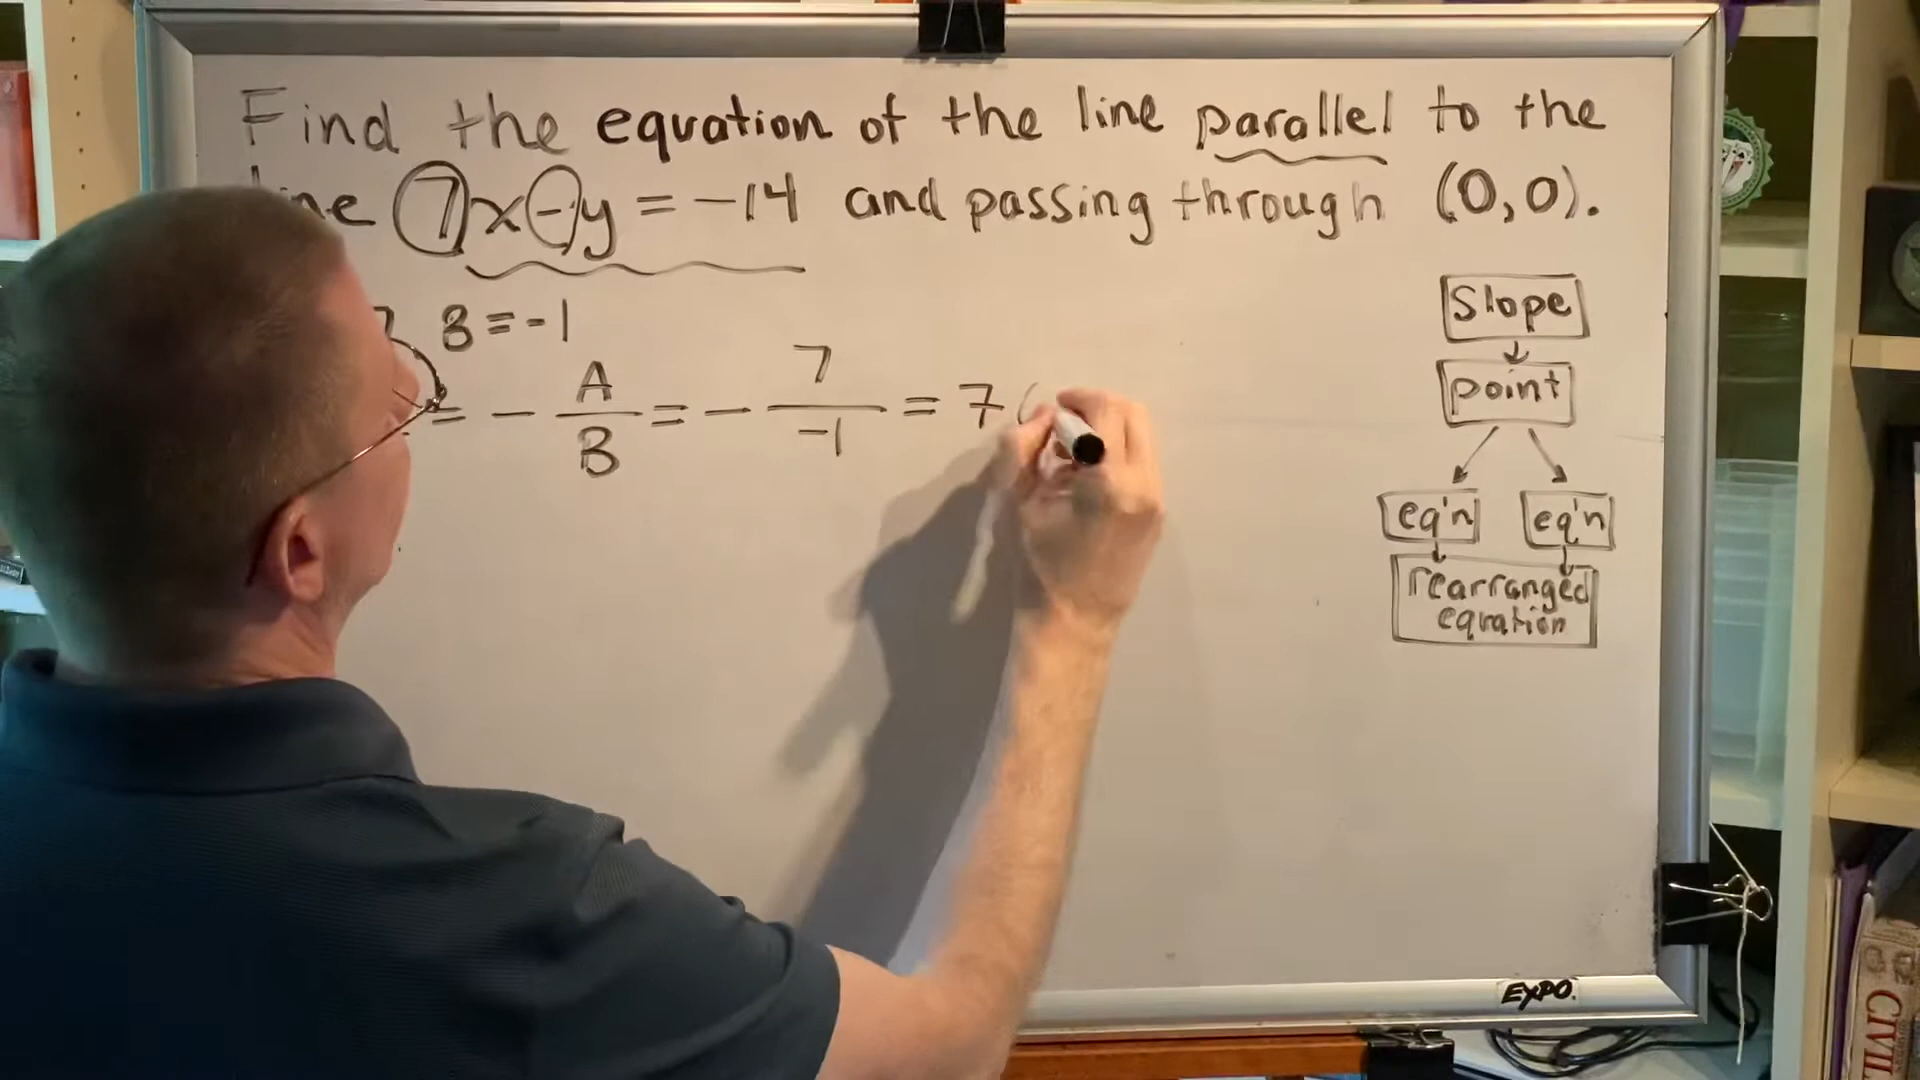 Find the equation of the line parallel to the
7x-y = -14 and passing through (0,0).
B = -1
= - A/B = - 7/-1 = 7
Slope
point
eq'n eq'n
rearranged
equation
EXPO.